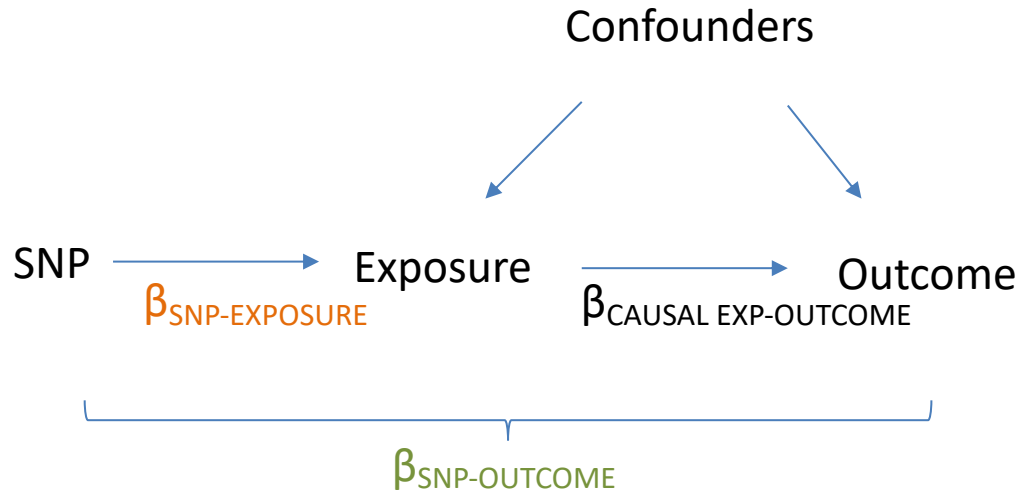 Confounders
SNP
Exposure
Outcome
βSNP-EXPOSURE
βCAUSAL EXP-OUTCOME
βSNP-OUTCOME